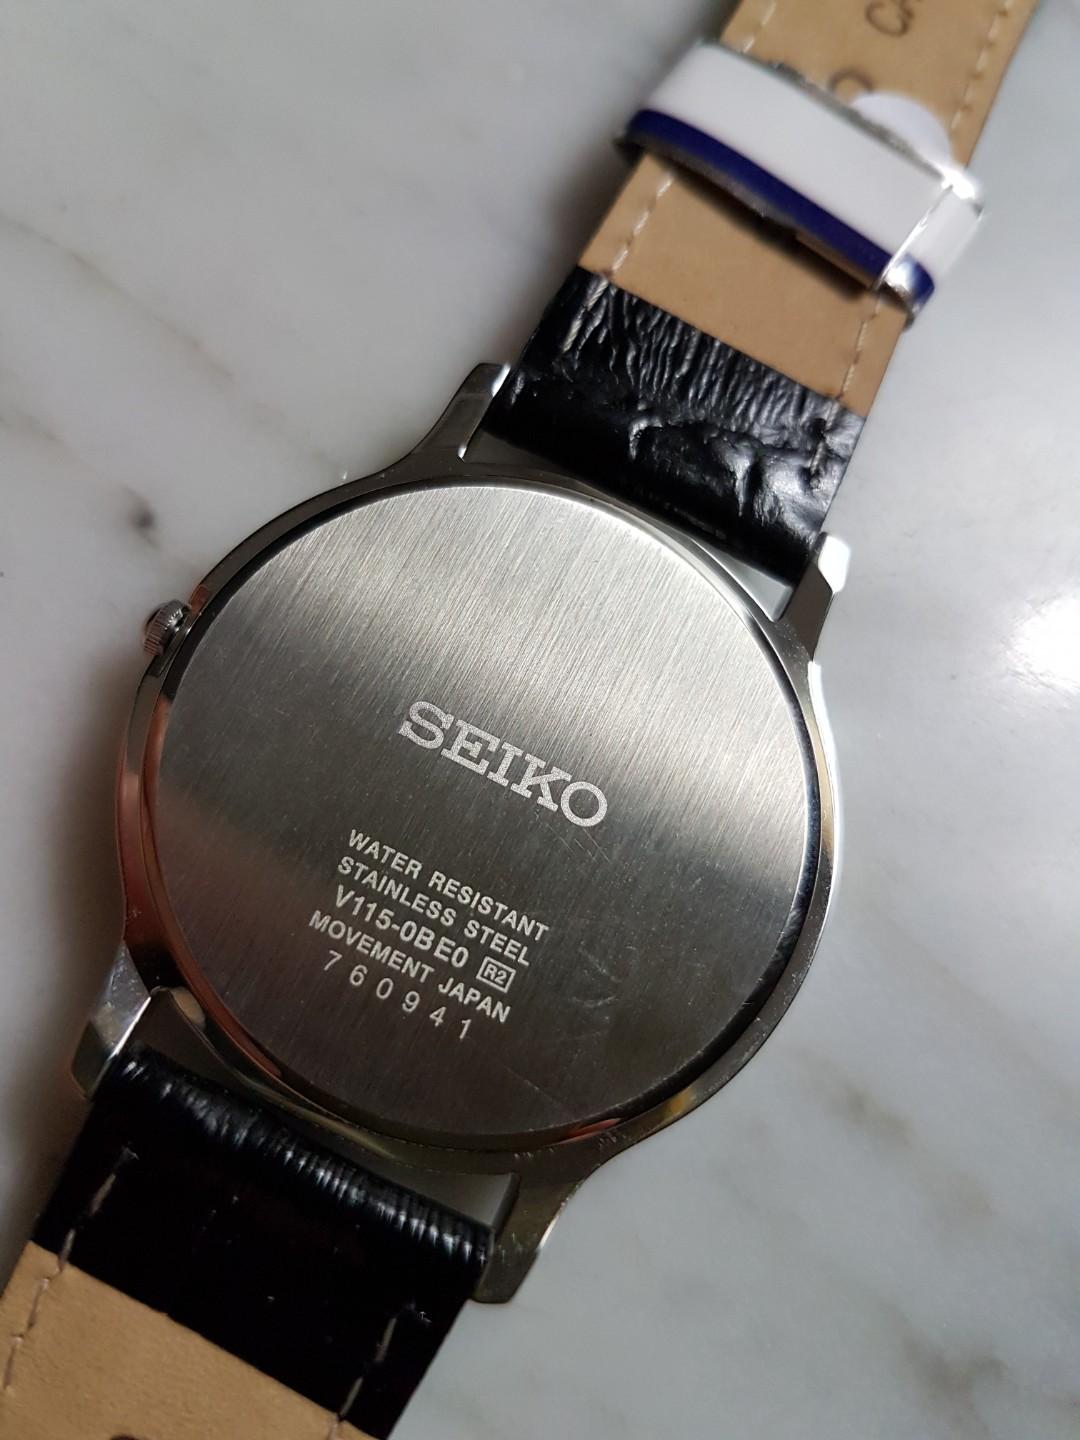 SEIKO
WATER RESISTANT
STAINLESS STEEL
V115-0BE0 R2
MOVEMENT JAPAN
760941